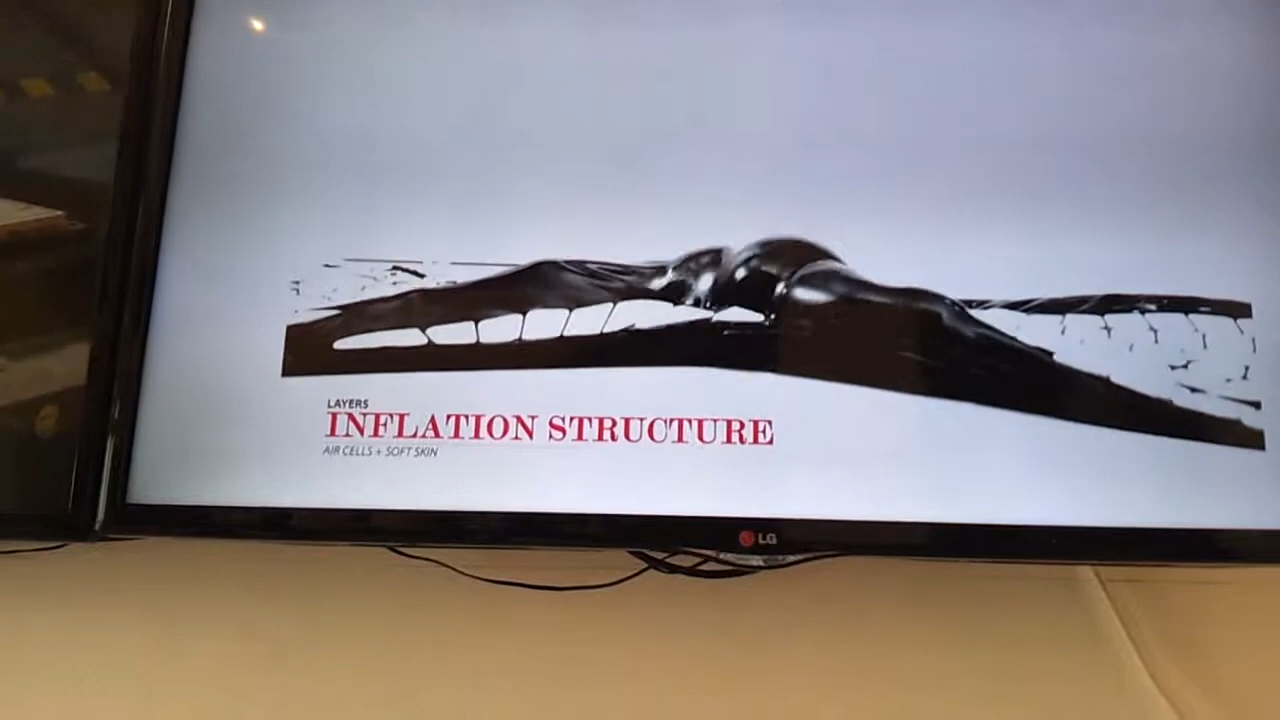 LAYERS
INFLATION STRUCTURE
AIR CELLS + SOFT SKIN
LG